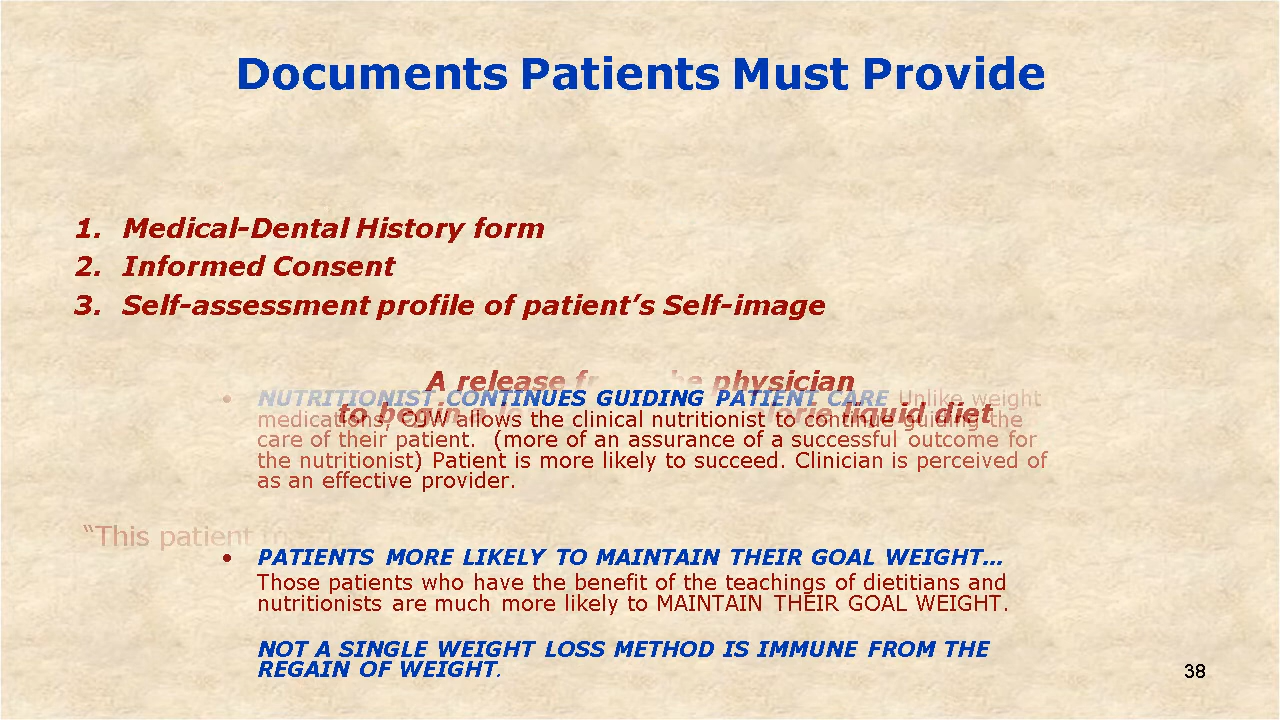 Documents Patients Must Provide
1. Medical-Dental History form
2. Informed Consent
3. Self-assessment profile of patient’s Self-image
A release physician
• NUTRITIONIST CONTINUES GUIDING PATIENT CARE Unlike weight
to begin liquid diet
medications, allows the clinical nutritionist to continue guiding the
care of their patient. (more of an assurance of a successful outcome for
the nutritionist) Patient is more likely to succeed. Clinician is perceived of
as an effective provider.
“This patient
• PATIENTS MORE LIKELY TO MAINTAIN THEIR GOAL WEIGHT…
Those patients who have the benefit of the teachings of dietitians and
nutritionists are much more likely to MAINTAIN THEIR GOAL WEIGHT.
NOT A SINGLE WEIGHT LOSS METHOD IS IMMUNE FROM THE
REGAIN OF WEIGHT.
38